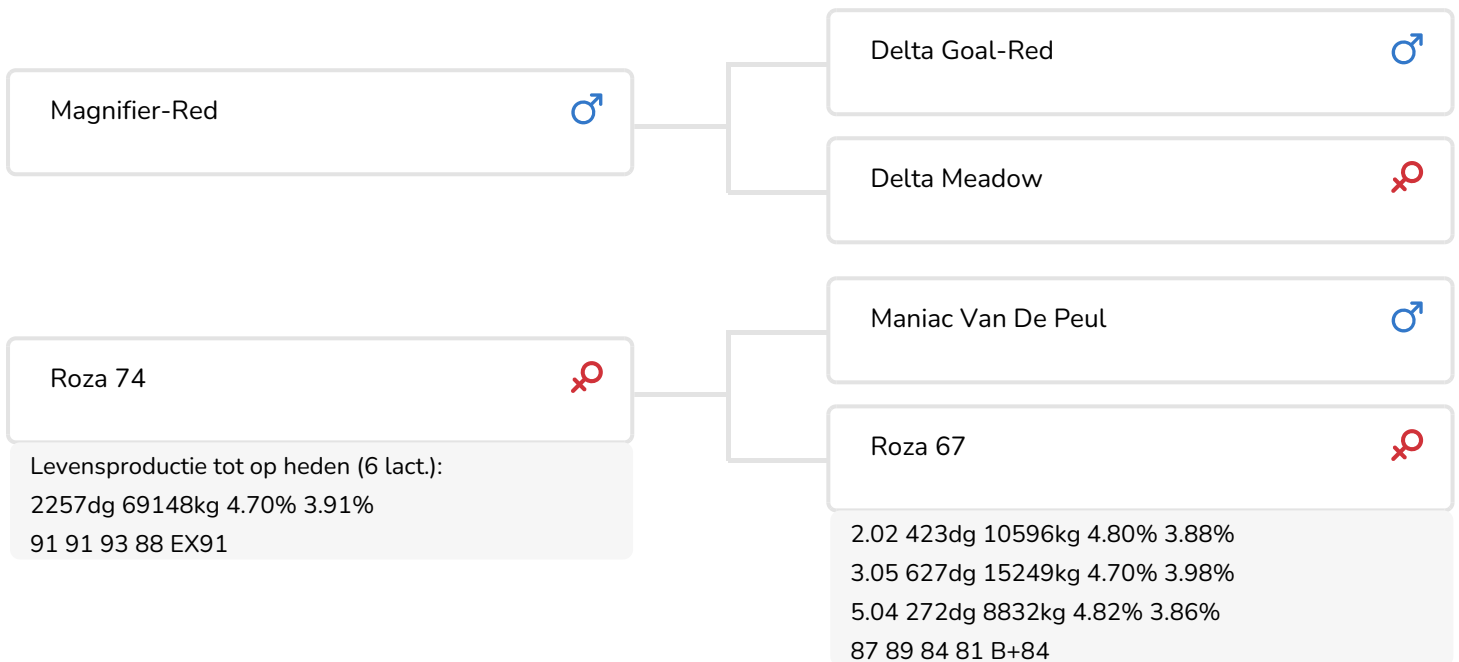 Magnifier-Red
Delta Goal-Red
Delta Meadow
Roza 74
Levensproductie tot op heden (6 lact.):
2257dg 69148kg 4.70% 3.91%
91 91 93 88 EX91
Maniac Van De Peul
Roza 67
2.02 423dg 10596kg 4.80% 3.88%
3.05 627dg 15249kg 4.70% 3.98%
5.04 272dg 8832kg 4.82% 3.86%
87 89 84 81 B+84